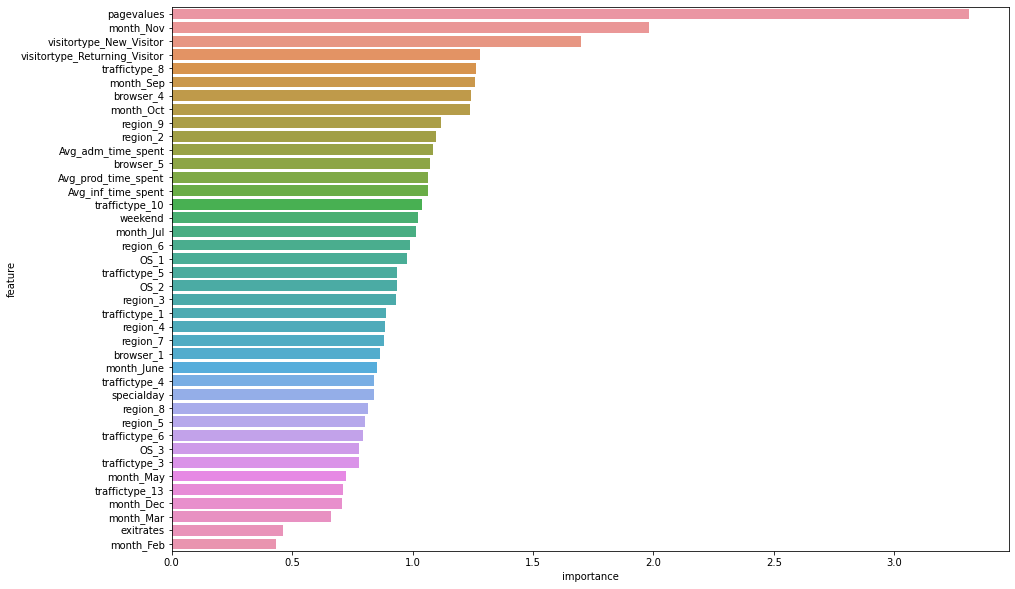 pagevalues
month_Nov
visitortype_New_Visitor
visitortype_Returning_Visitor
traffictype_8
month_Sep
browser_4
month_Oct
region_9
region_2
Avg_adm_time_spent
browser_5
Avg_prod_time_spent
Avg_inf_time_spent
traffictype_10
weekend
month_Jul
region_6
OS_1
traffictype_5
OS_2
region_3
traffictype_1
region_4
region_7
browser_1
month_June
traffictype_4
specialday
region_8
region_5
traffictype_6
OS_3
traffictype_3
month_May
traffictype_13
month_Dec
month_Mar
exitrates
month_Feb
feature
0.0 0.5 1.0 1.5 2.0 2.5 3.0
importance